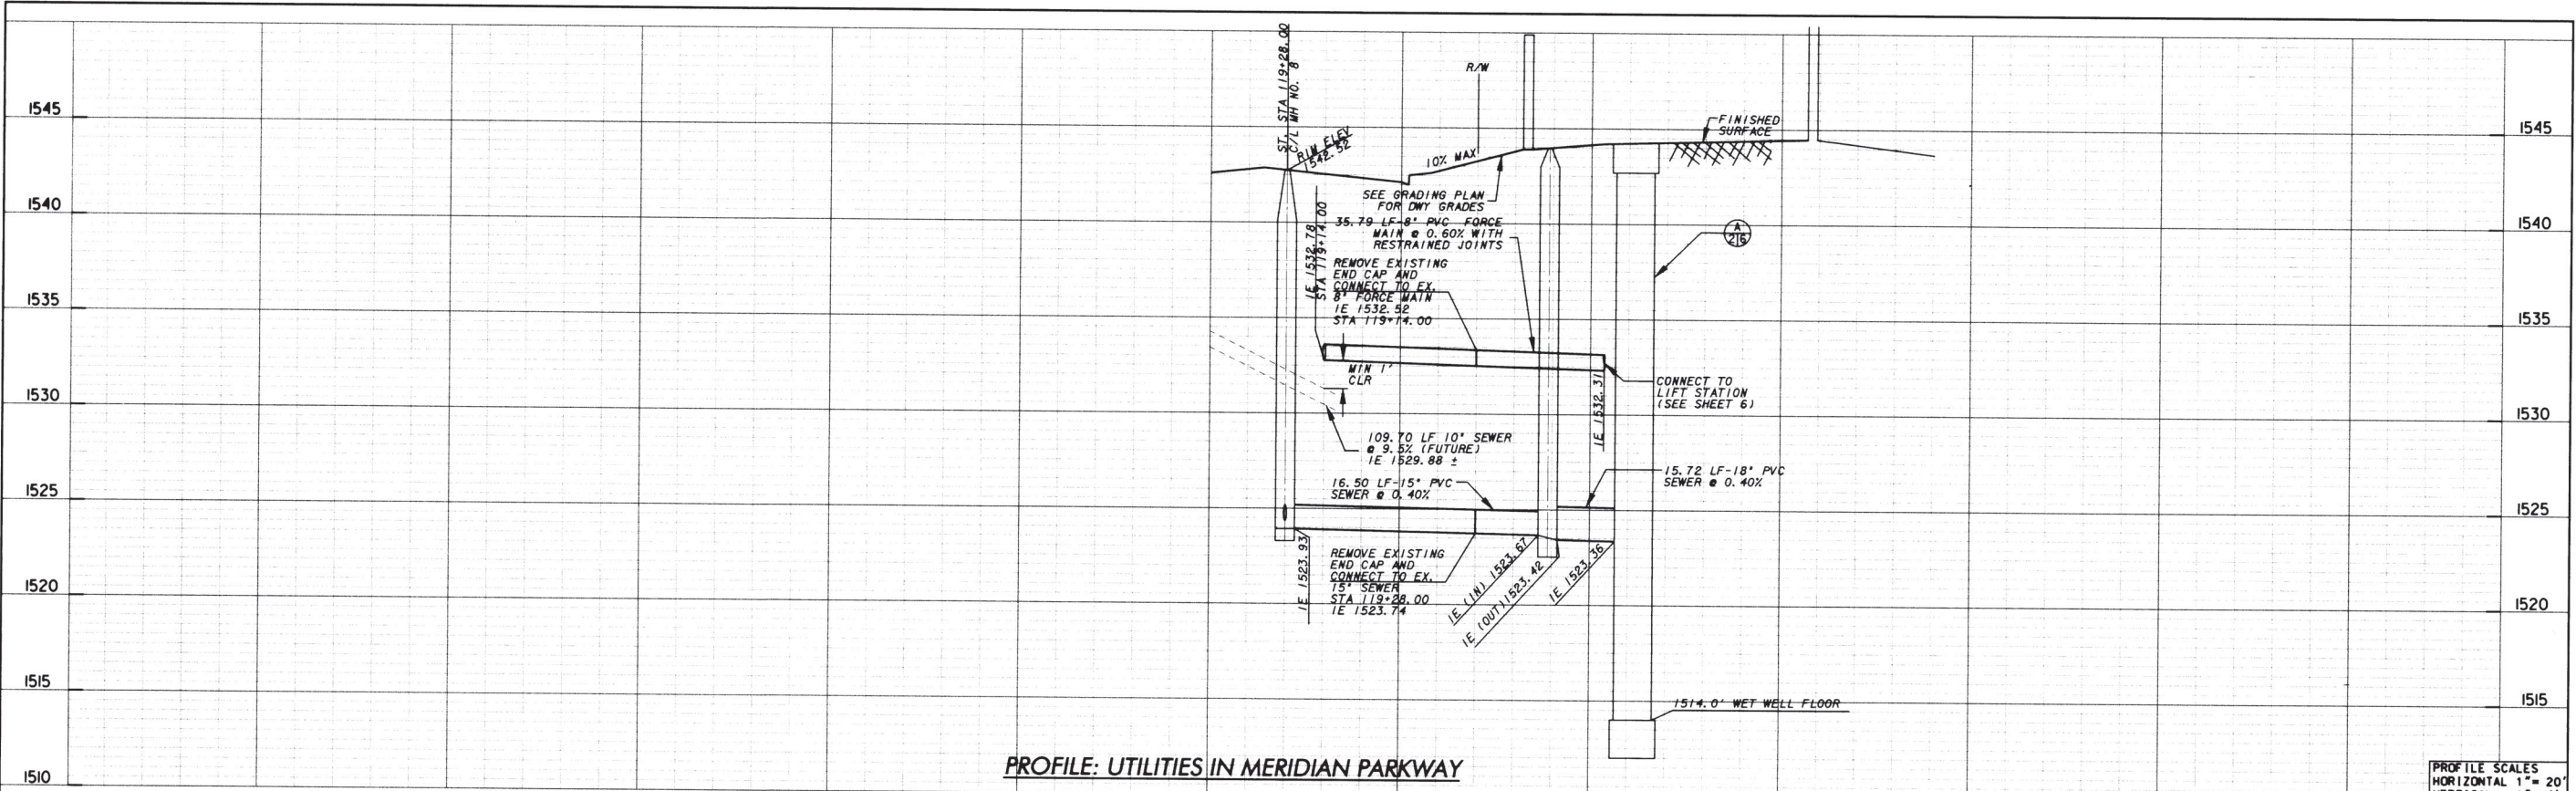 1545
1540
1535
1530
1525
1520
1515
1510
ST. STA 119+28.00
C/L MH NO. 8
RIM ELEV
1542.52
R/W
10% MAX
FINISHED
SURFACE
SEE GRADING PLAN
FOR DWY GRADES
35.79 LF-8" PVC FORCE
MAIN @ 0.60% WITH
RESTRAINED JOINTS
IE 1532.78
STA 119+14.00
REMOVE EXISTING
END CAP AND
CONNECT TO EX.
8" FORCE MAIN
IE 1532.52
STA 119+14.00
A
2|6
MIN 1'
CLR
IE 1532.31
CONNECT TO
LIFT STATION
(SEE SHEET 6)
109.70 LF 10" SEWER
@ 9.5% (FUTURE)
IE 1529.88 ±
16.50 LF-15" PVC
SEWER @ 0.40%
15.72 LF-18" PVC
SEWER @ 0.40%
IE 1523.93
REMOVE EXISTING
END CAP AND
CONNECT TO EX.
15" SEWER
STA 119+28.00
IE 1523.74
IE (IN) 1523.67
IE (OUT) 1523.42
IE 1523.36
1514.0' WET WELL FLOOR
1545
1540
1535
1530
1525
1520
1515
PROFILE: UTILITIES IN MERIDIAN PARKWAY
PROFILE SCALES
HORIZONTAL 1"= 20'